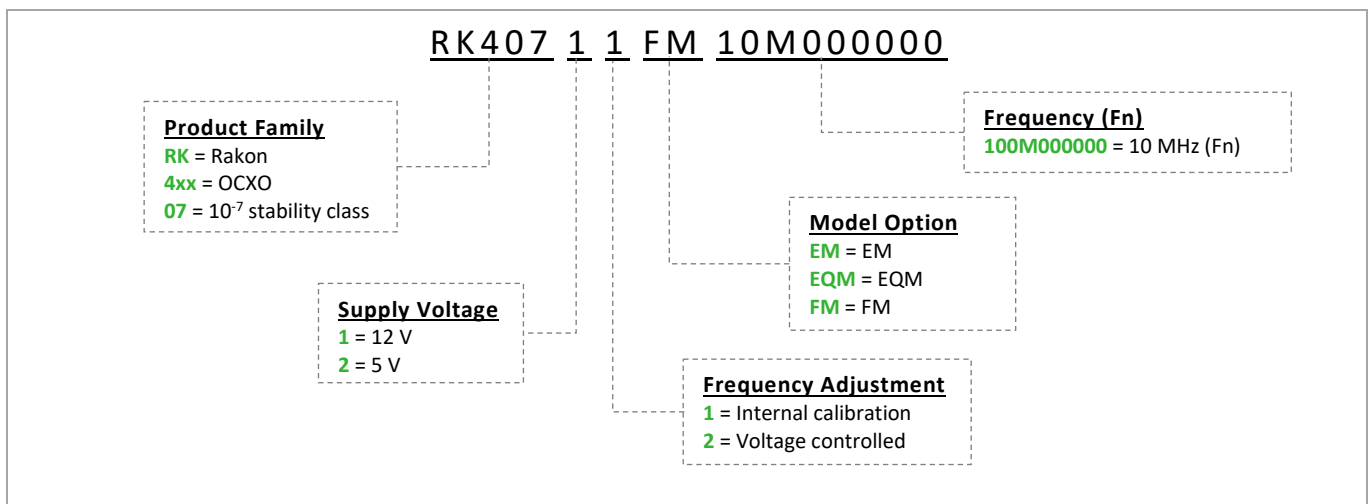 RK407 1 1 FM 10M000000
Product Family
RK = Rakon
4xx = OCXO
07 = 10⁻⁷ stability class
Frequency (Fn)
100M000000 = 10 MHz (Fn)
Model Option
EM = EM
EQM = EQM
FM = FM
Supply Voltage
1 = 12 V
2 = 5 V
Frequency Adjustment
1 = Internal calibration
2 = Voltage controlled